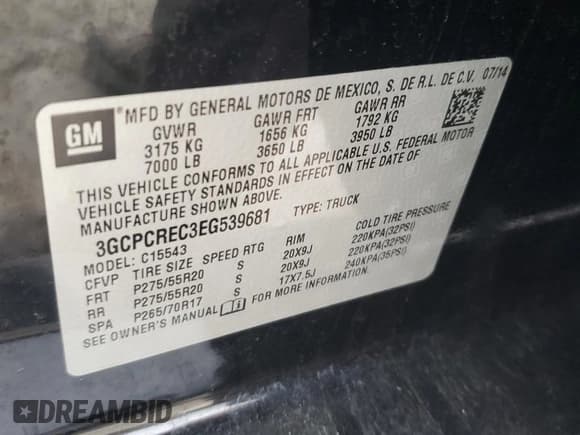 GM
MFD BY GENERAL MOTORS DE MEXICO, S. DE R.L. DE C.V. 07/14
GVWR GAWR FRT GAWR RR
3175 KG 1656 KG 1792 KG
7000 LB 3650 LB 3950 LB
THIS VEHICLE CONFORMS TO ALL APPLICABLE U.S. FEDERAL MOTOR
VEHICLE SAFETY STANDARDS IN EFFECT ON THE DATE OF
MANUFACTURE SHOWN ABOVE.
3GCPCREC3EG539681 TYPE: TRUCK
MODEL: C15543
CFVP TIRE SIZE SPEED RTG RIM COLD TIRE PRESSURE
FRT P275/55R20 S 20X9J 220KPA(32PSI)
RR P275/55R20 S 20X9J 220KPA(32PSI)
SPA P265/70R17 S 17X7.5J 240KPA(35PSI)
SEE OWNER'S MANUAL FOR MORE INFORMATION.
DREAMBID